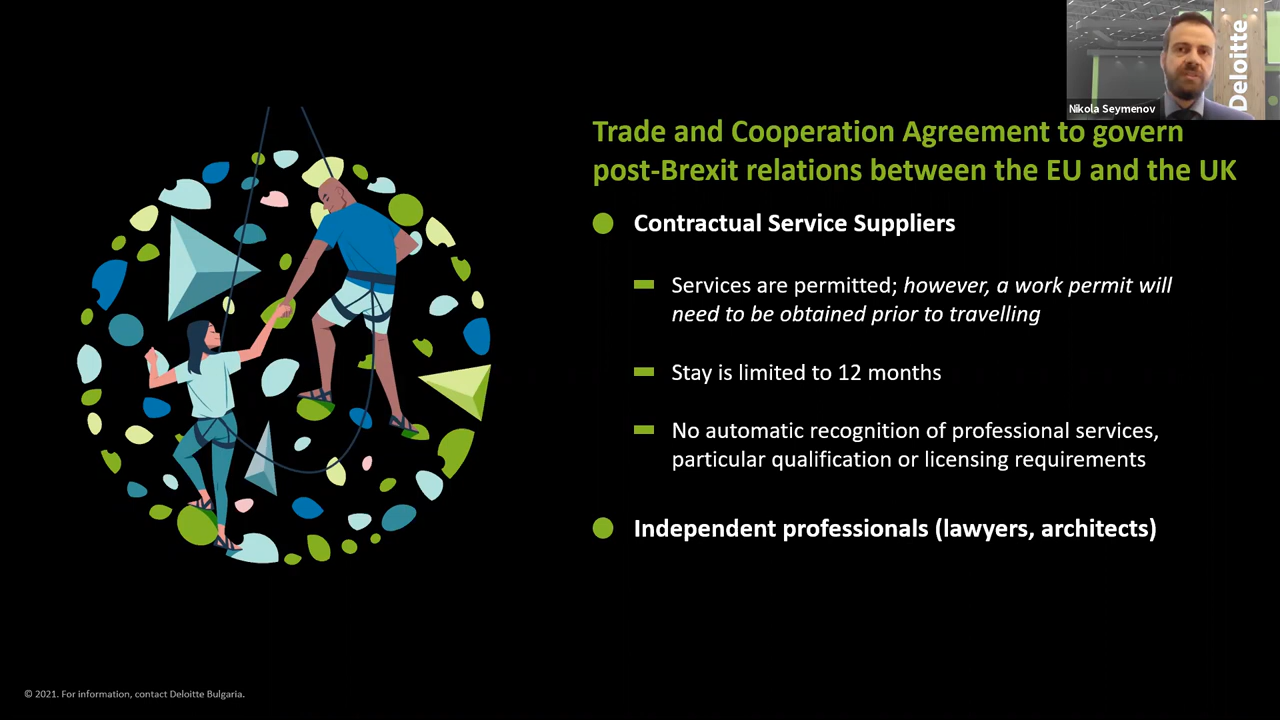 Deloitte
Nikola Seymenov
Trade and Cooperation Agreement to govern
post-Brexit relations between the EU and the UK
Contractual Service Suppliers
Services are permitted; however, a work permit will
need to be obtained prior to travelling
Stay is limited to 12 months
No automatic recognition of professional services,
particular qualification or licensing requirements
Independent professionals (lawyers, architects)
© 2021. For information, contact Deloitte Bulgaria.